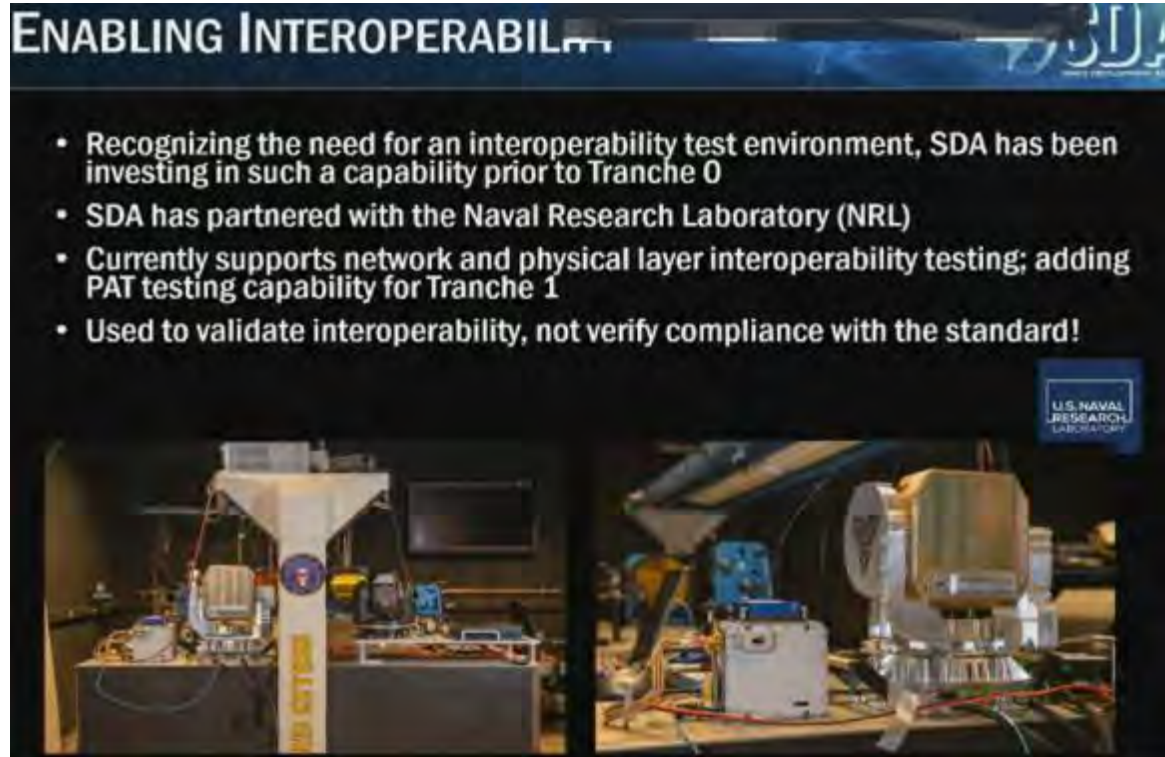 ENABLING INTEROPERABIL
SDA
• Recognizing the need for an interoperability test environment, SDA has been
investing in such a capability prior to Tranche 0
• SDA has partnered with the Naval Research Laboratory (NRL)
• Currently supports network and physical layer interoperability testing; adding
PAT testing capability for Tranche 1
• Used to validate interoperability, not verify compliance with the standard!
U.S. NAVAL
RESEARCH
LABORATORY